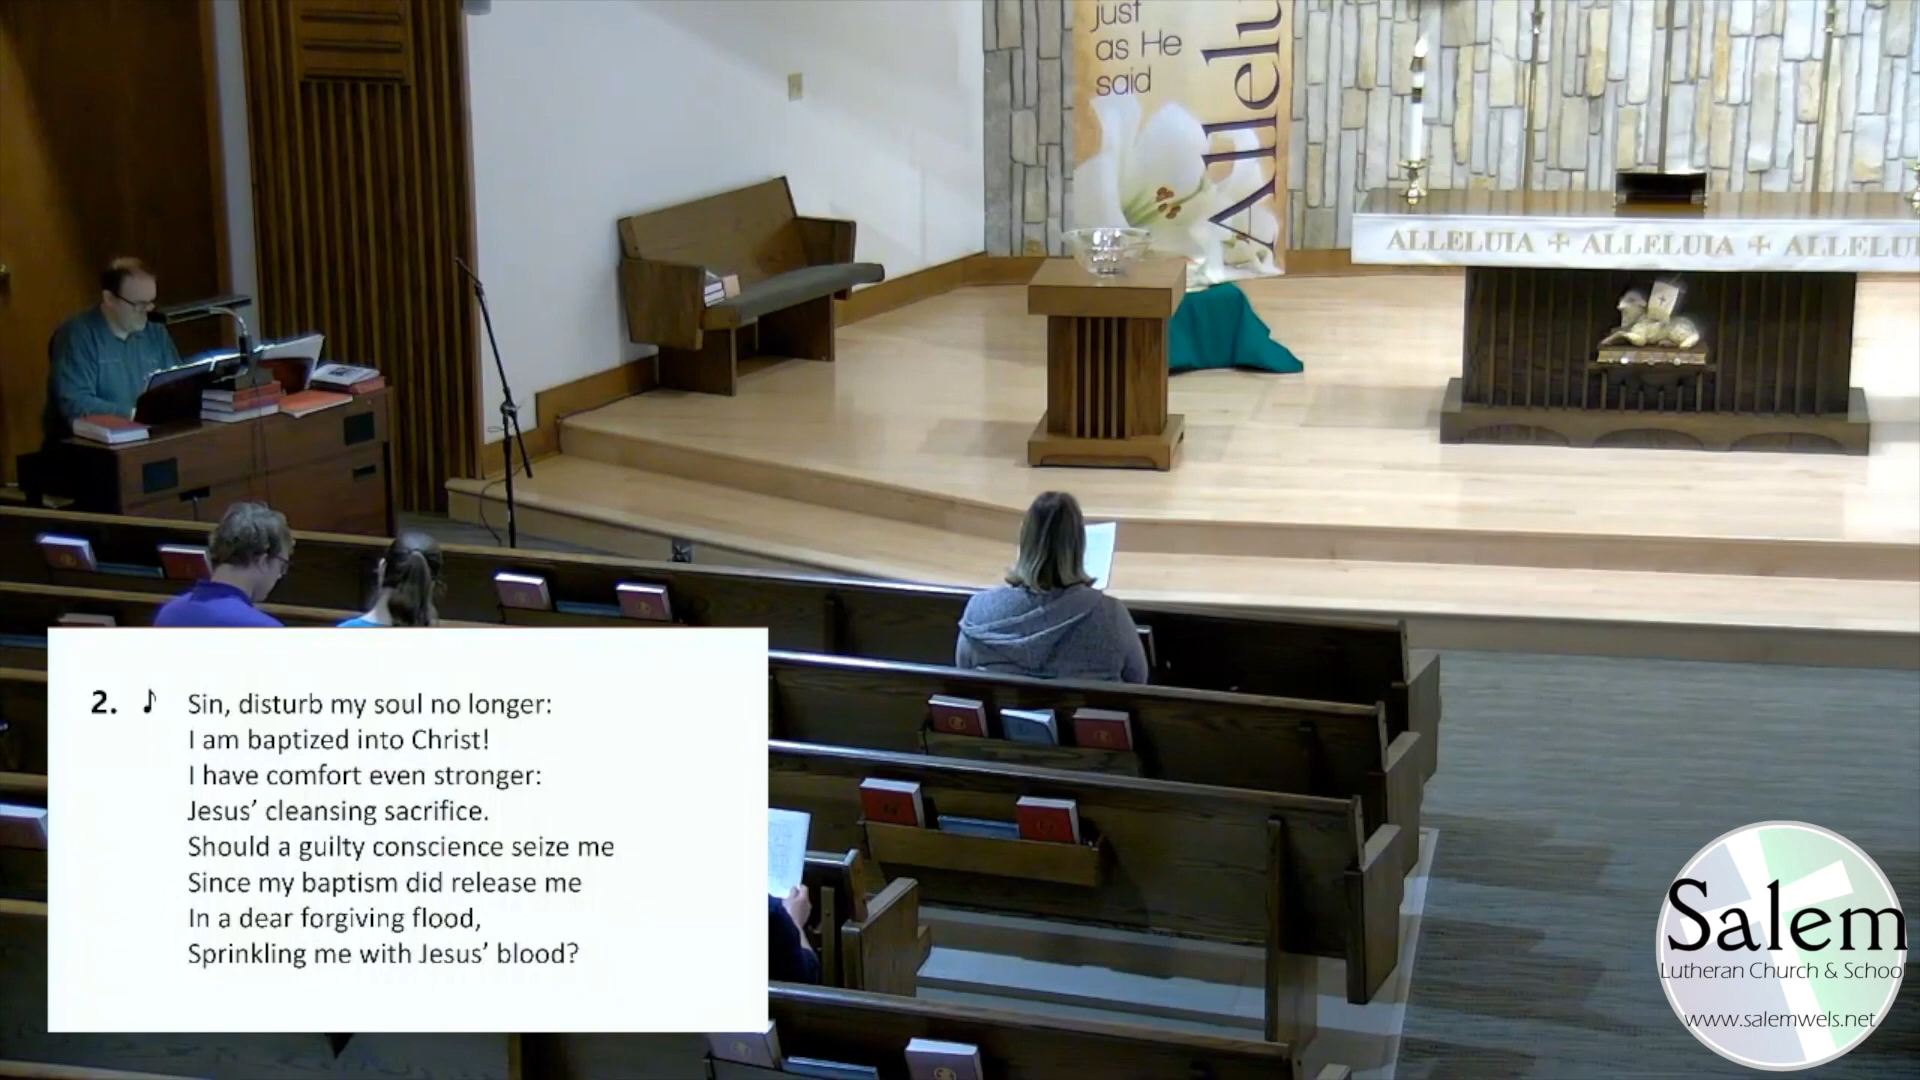 just
as He
said
Allelu
ALLELUIA + ALLELUIA + ALLELU
2. ♪ Sin, disturb my soul no longer:
I am baptized into Christ!
I have comfort even stronger:
Jesus’ cleansing sacrifice.
Should a guilty conscience seize me
Since my baptism did release me
In a dear forgiving flood,
Sprinkling me with Jesus’ blood?
Salem
Lutheran Church & School
www.salemwels.net